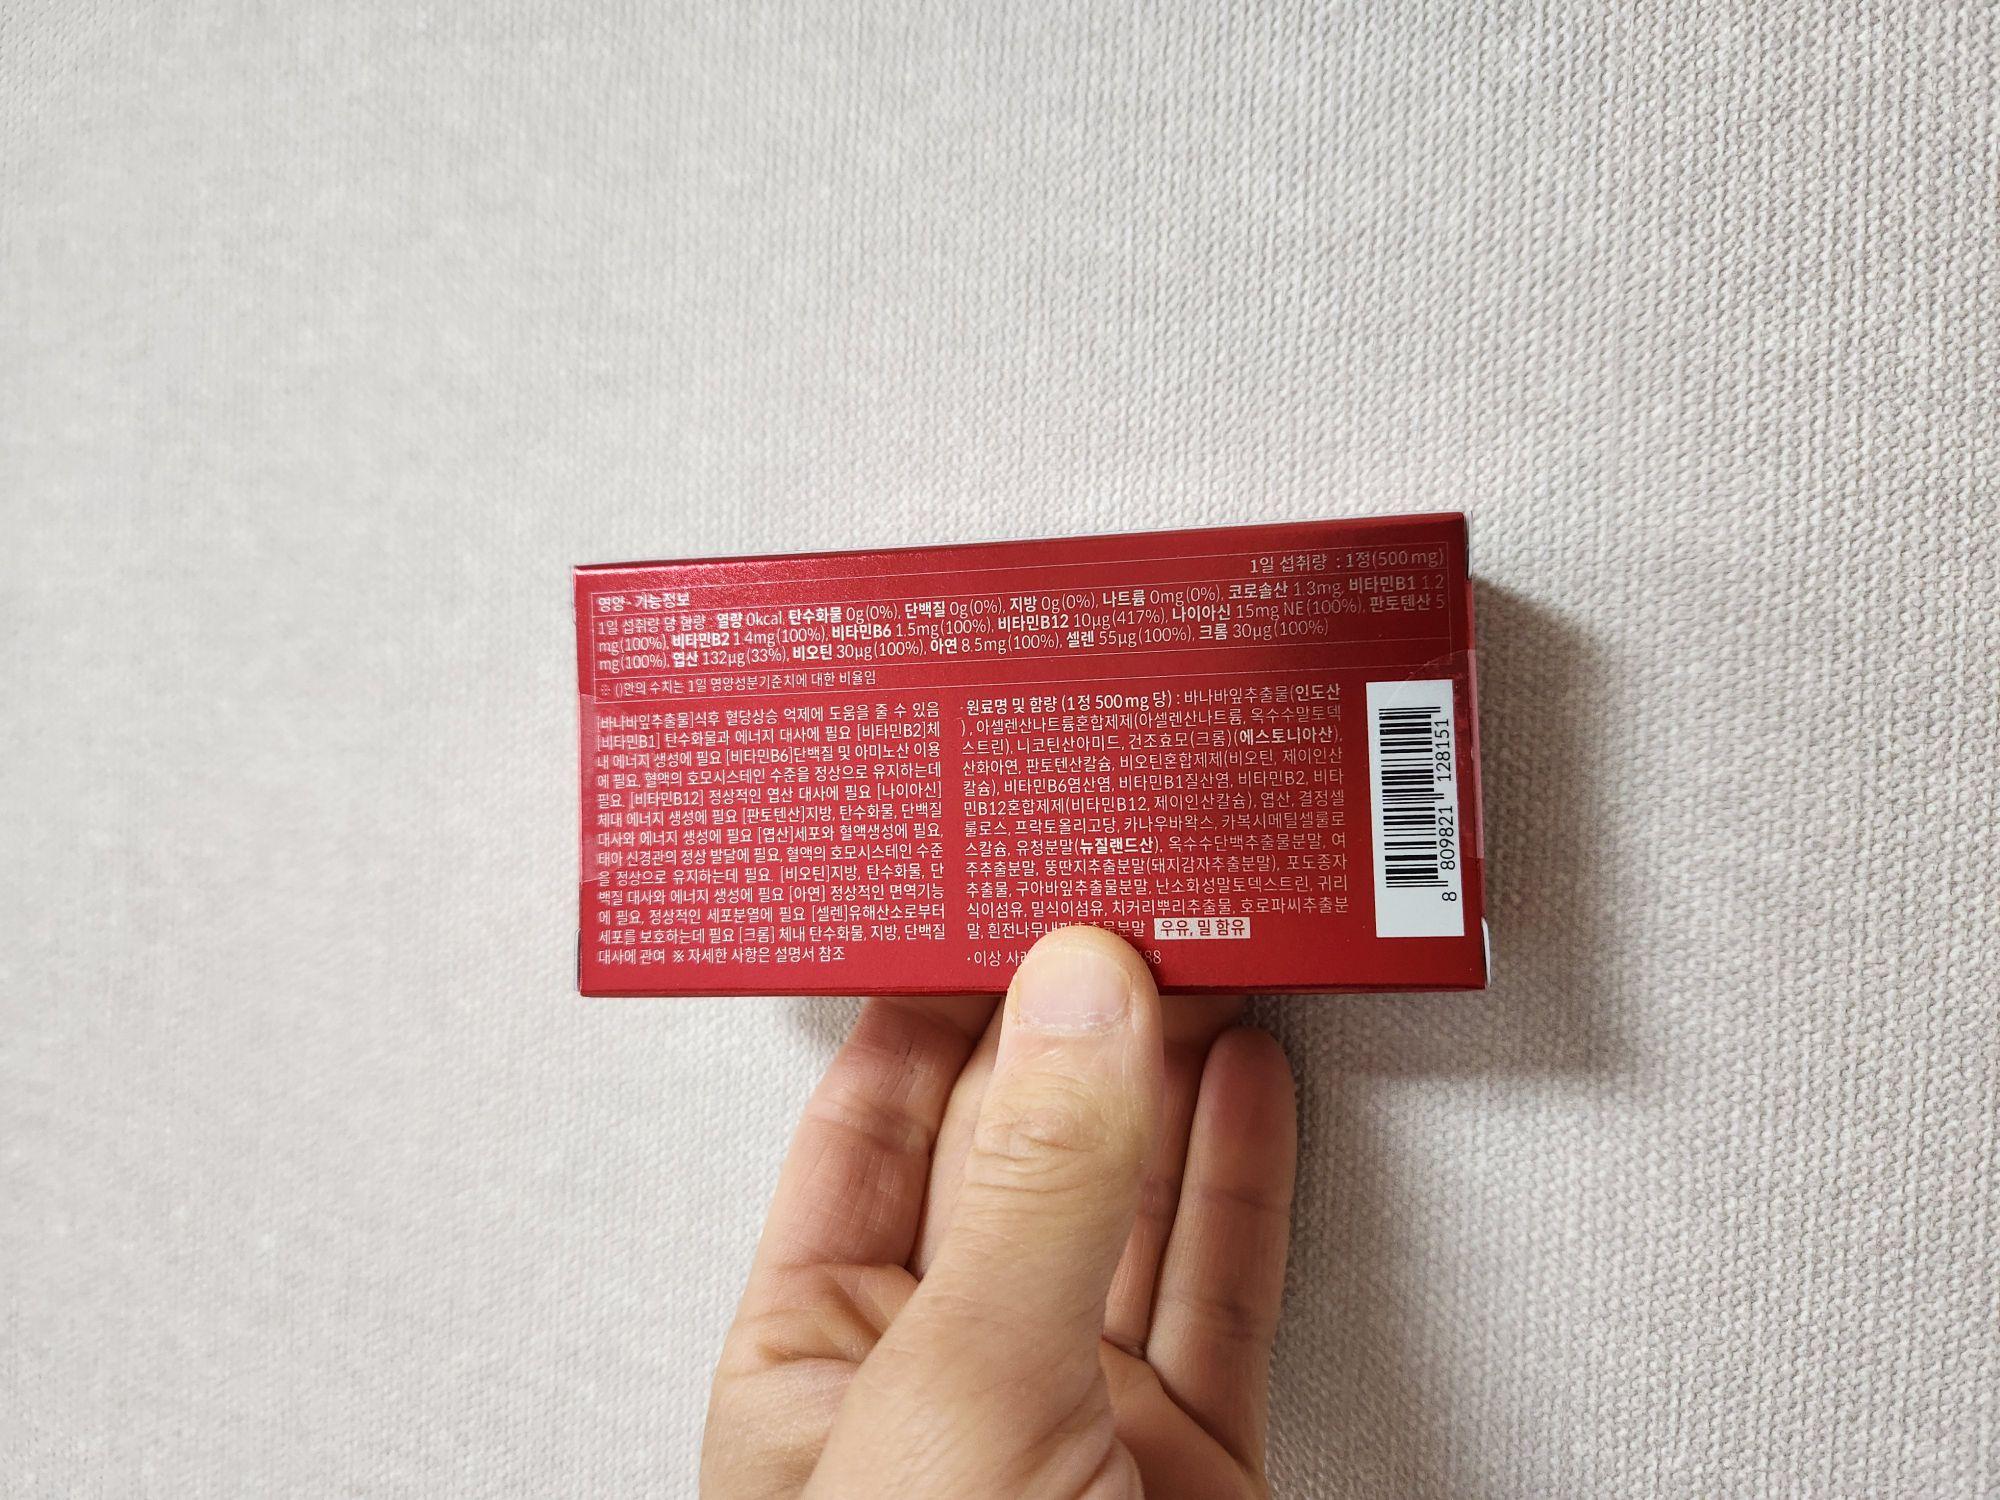 영양·기능정보
1일 섭취량 : 1정(500 mg)
1일 섭취량 당 함량 : 열량 0kcal, 탄수화물 0g(0%), 단백질 0g(0%), 지방 0g(0%), 나트륨 0mg(0%), 코로솔산 1.3mg, 비타민B1 1.2
mg(100%), 비타민B2 1.4mg(100%), 비타민B6 1.5mg(100%), 비타민B12 10μg(417%), 나이아신 15mg NE(100%), 판토텐산 5
mg(100%), 엽산 132μg(33%), 비오틴 30μg(100%), 아연 8.5mg(100%), 셀렌 55μg(100%), 크롬 30μg(100%)
※ ()안의 수치는 1일 영양성분기준치에 대한 비율임
[바나바잎추출물]식후 혈당상승 억제에 도움을 줄 수 있음
[비타민B1] 탄수화물과 에너지 대사에 필요 [비타민B2]체
내 에너지 생성에 필요 [비타민B6]단백질 및 아미노산 이용
에 필요, 혈액의 호모시스테인 수준을 정상으로 유지하는데
필요. [비타민B12] 정상적인 엽산 대사에 필요 [나이아신]
체내 에너지 생성에 필요 [판토텐산]지방, 탄수화물, 단백질
대사와 에너지 생성에 필요 [엽산]세포와 혈액생성에 필요,
태아 신경관의 정상 발달에 필요, 혈액의 호모시스테인 수준
을 정상으로 유지하는데 필요. [비오틴]지방, 탄수화물, 단
백질 대사와 에너지 생성에 필요 [아연] 정상적인 면역기능
에 필요, 정상적인 세포분열에 필요 [셀렌]유해산소로부터
세포를 보호하는데 필요 [크롬] 체내 탄수화물, 지방, 단백질
대사에 관여 ※ 자세한 사항은 설명서 참조
·원료명 및 함량 (1정 500 mg 당) : 바나바잎추출물(인도산
), 아셀렌산나트륨혼합제제(아셀렌산나트륨, 옥수수말토덱
스트린), 니코틴산아미드, 건조효모(크롬)(에스토니아산),
산화아연, 판토텐산칼슘, 비오틴혼합제제(비오틴, 제이인산
칼슘), 비타민B6염산염, 비타민B1질산염, 비타민B2, 비타
민B12혼합제제(비타민B12, 제이인산칼슘), 엽산, 결정셀
룰로스, 프락토올리고당, 카나우바왁스, 카복시메틸셀룰로
스칼슘, 유청분말(뉴질랜드산), 옥수수단백추출물분말, 여
주추출분말, 뚱딴지추출분말(돼지감자추출분말), 포도종자
추출물, 구아바잎추출물분말, 난소화성말토덱스트린, 귀리
식이섬유, 밀식이섬유, 치커리뿌리추출물, 호로파씨추출분
말, 흰전나무내피추출물분말 우유, 밀 함유
·이상 사 88
8 809821 128151